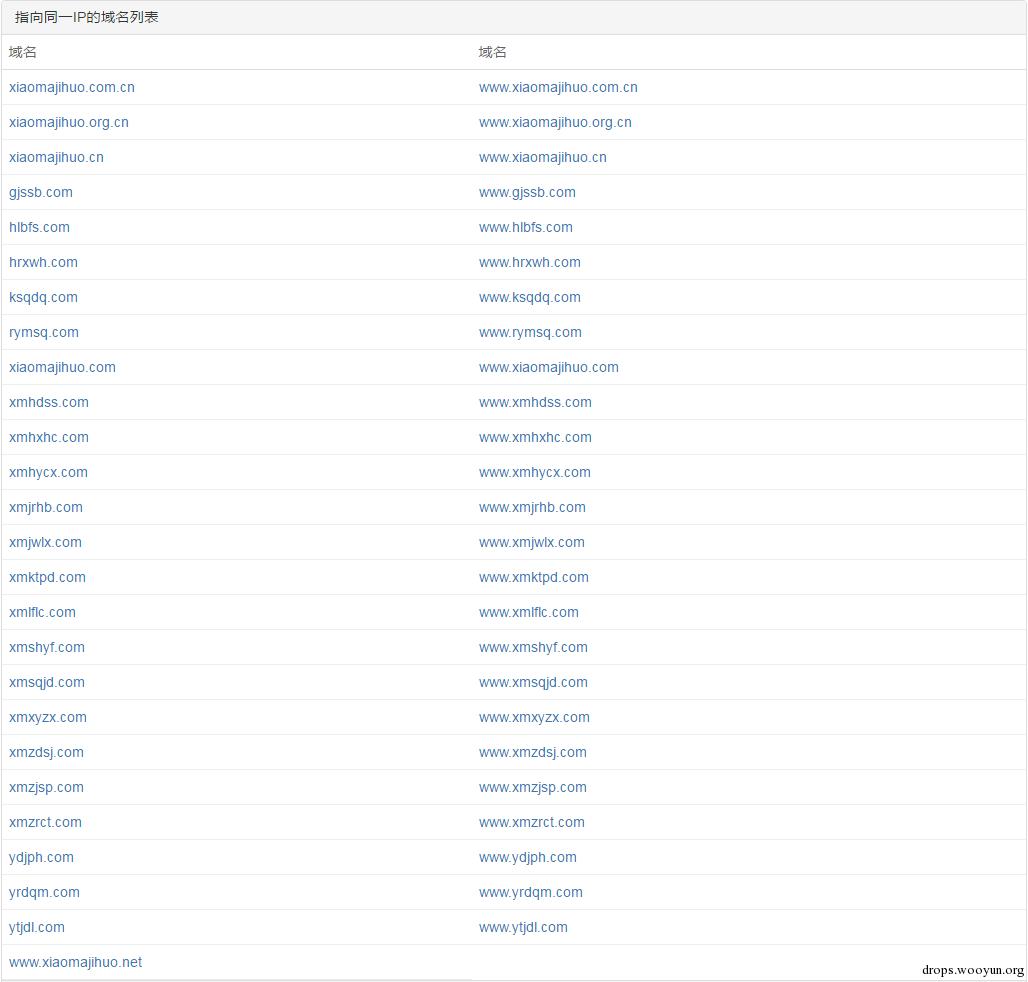 指向同一IP的域名列表
域名 域名
xiaomajihuo.com.cn www.xiaomajihuo.com.cn
xiaomajihuo.org.cn www.xiaomajihuo.org.cn
xiaomajihuo.cn www.xiaomajihuo.cn
gjssb.com www.gjssb.com
hlbfs.com www.hlbfs.com
hrxwh.com www.hrxwh.com
ksqdq.com www.ksqdq.com
rymsq.com www.rymsq.com
xiaomajihuo.com www.xiaomajihuo.com
xmhdss.com www.xmhdss.com
xmhxhc.com www.xmhxhc.com
xmhycx.com www.xmhycx.com
xmjrhb.com www.xmjrhb.com
xmjwlx.com www.xmjwlx.com
xmktpd.com www.xmktpd.com
xmlflc.com www.xmlflc.com
xmshyf.com www.xmshyf.com
xmsqjd.com www.xmsqjd.com
xmxyzx.com www.xmxyzx.com
xmzdsj.com www.xmzdsj.com
xmzjsp.com www.xmzjsp.com
xmzrct.com www.xmzrct.com
ydjph.com www.ydjph.com
yrdqm.com www.yrdqm.com
ytjdl.com www.ytjdl.com
www.xiaomajihuo.net
drops.wooyun.org